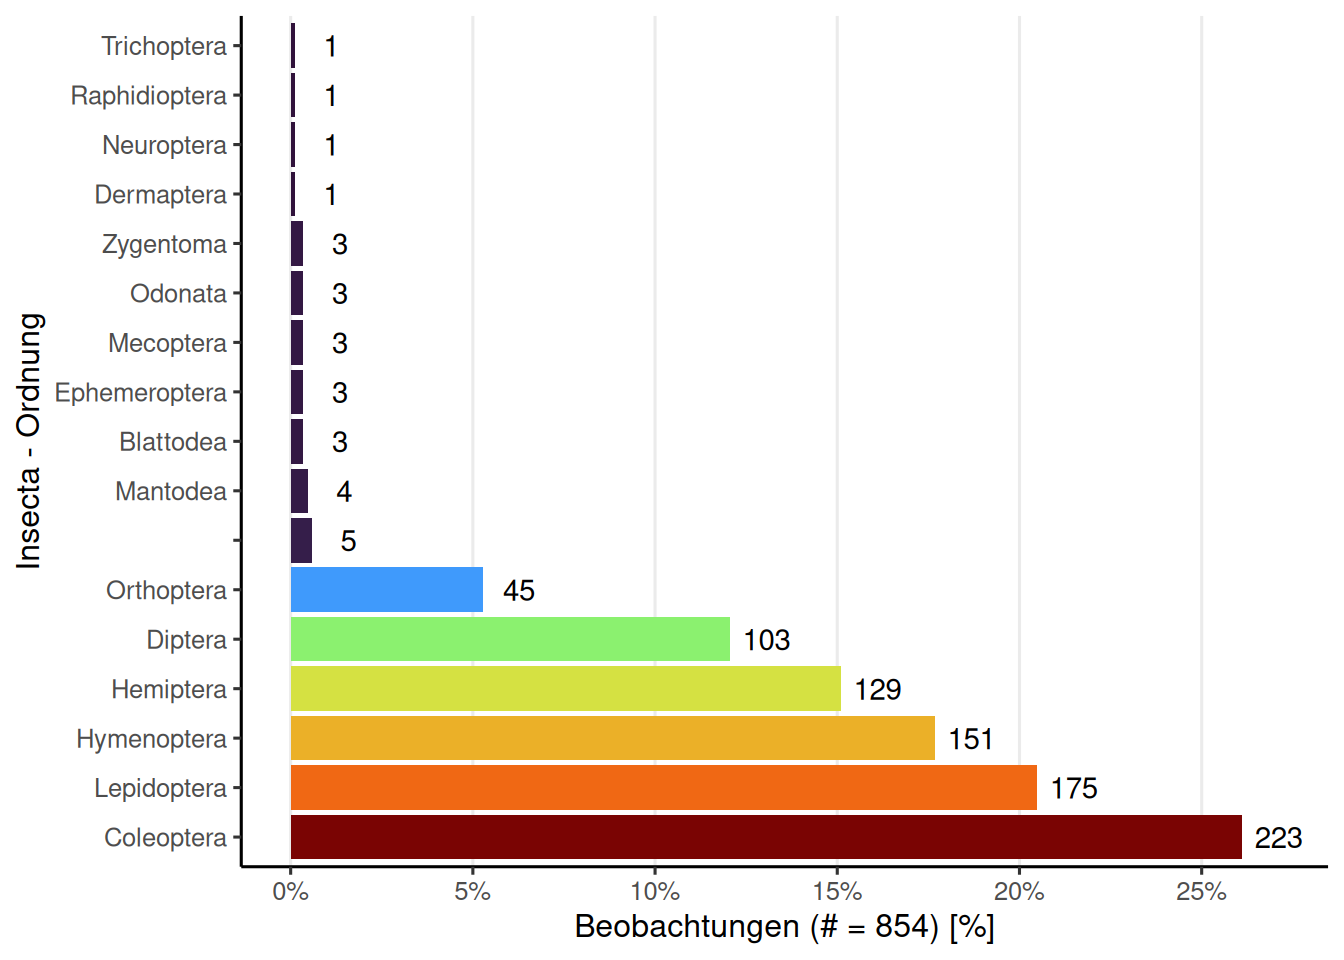 Insecta - Ordnung
Trichoptera 1
Raphidioptera 1
Neuroptera 1
Dermaptera 1
Zygentoma 3
Odonata 3
Mecoptera 3
Ephemeroptera 3
Blattodea 3
Mantodea 4
5
Orthoptera 45
Diptera 103
Hemiptera 129
Hymenoptera 151
Lepidoptera 175
Coleoptera 223
0% 5% 10% 15% 20% 25%
Beobachtungen (# = 854) [%]